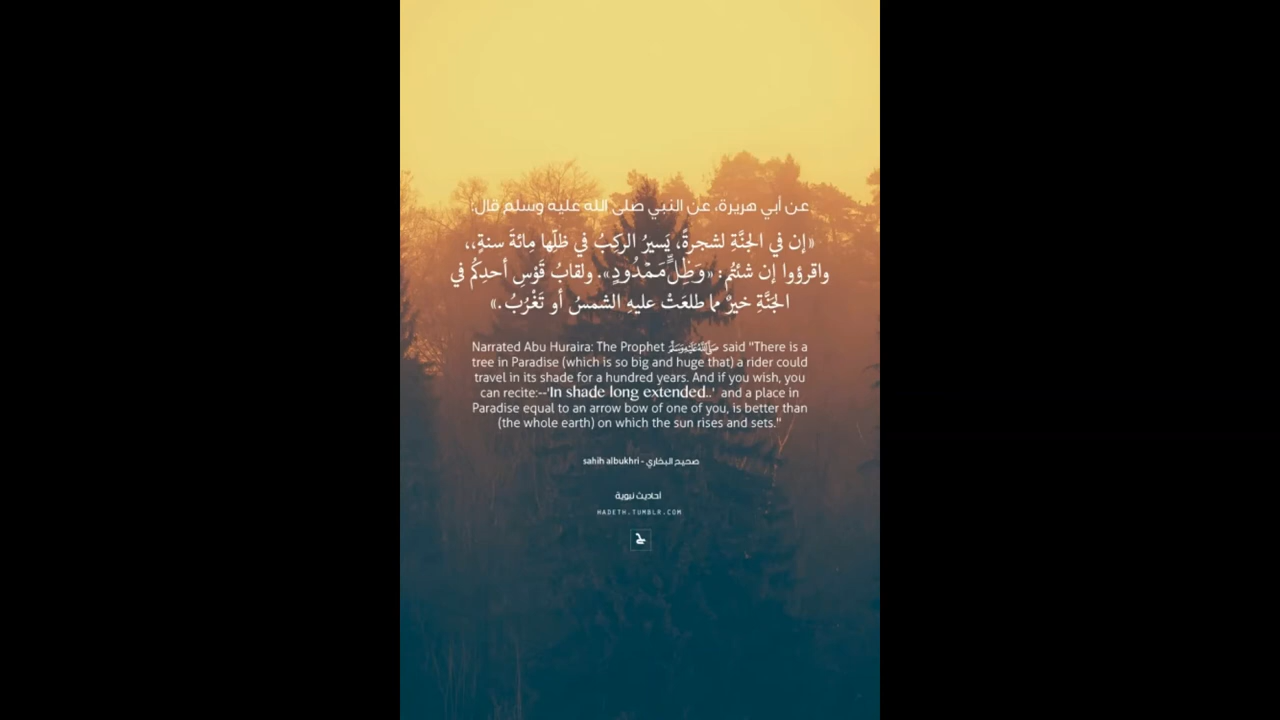 عن أبي هريرة، عن النبي صلى الله عليه وسلم قال:
«إن في الجنَّةِ لشجرةً، يَسيرُ الركِبُ في ظلِّها مِائةَ سنةٍ،،
واقرؤوا إن شئتُم: «وَظِلٍّ مَمْدُودٍ». ولقابُ قَوْسِ أحدِكُم في
الجنَّةِ خيرٌ مما طلعَتْ عليهِ الشمسُ أو تَغْرُبُ.»
Narrated Abu Huraira: The Prophet ﷺ said "There is a
tree in Paradise (which is so big and huge that) a rider could
travel in its shade for a hundred years. And if you wish, you
can recite:--'In shade long extended..' and a place in
Paradise equal to an arrow bow of one of you, is better than
(the whole earth) on which the sun rises and sets."
sahih albukhri - صحيح البخاري
أحاديث نبوية
HADETH.TUMBLR.COM